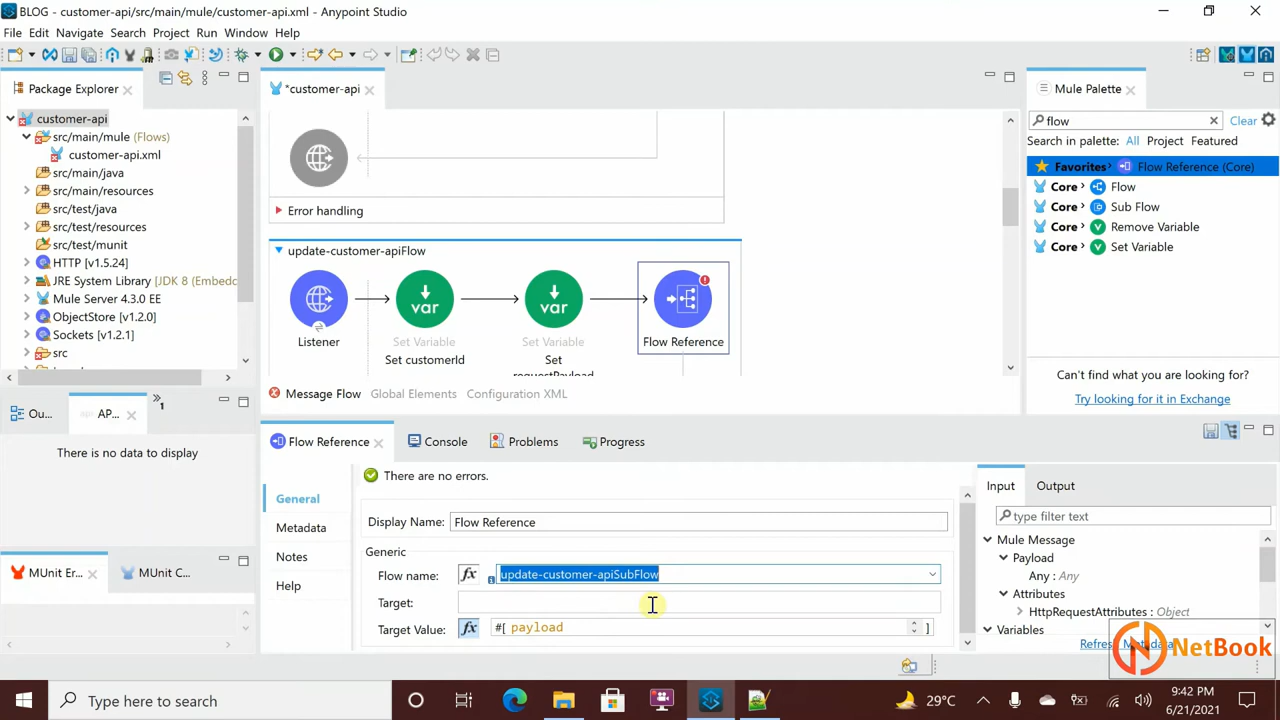 BLOG - customer-api/src/main/mule/customer-api.xml - Anypoint Studio
File Edit Navigate Search Project Run Window Help
Package Explorer
customer-api
src/main/mule (Flows)
customer-api.xml
src/main/java
src/main/resources
src/test/java
src/test/resources
src/test/munit
HTTP [v1.5.24]
JRE System Library [JDK 8 (Embedc
Mule Server 4.3.0 EE
ObjectStore [v1.2.0]
Sockets [v1.2.1]
src
Ou...
AP...
1
There is no data to display
MUnit Er...
MUnit C...
*customer-api
Error handling
update-customer-apiFlow
var
var
Listener
Set Variable
Set Variable
Flow Reference
Set customerId
Set
requestPayload
Message Flow
Global Elements
Configuration XML
Mule Palette
flow
Clear
Search in palette: All Project Featured
Favorites> Flow Reference (Core)
Core> Flow
Core> Sub Flow
Core> Remove Variable
Core> Set Variable
Can't find what you are looking for?
Try looking for it in Exchange
Flow Reference
Console
Problems
Progress
There are no errors.
General
Metadata
Notes
Help
Display Name: Flow Reference
Generic
Flow name: fx update-customer-apiSubFlow
Target:
Target Value: fx #[ payload ]
Input
Output
type filter text
Mule Message
Payload
Any : Any
Attributes
HttpRequestAttributes : Object
Variables
NetBook
Type here to search
29°C
9:42 PM
6/21/2021